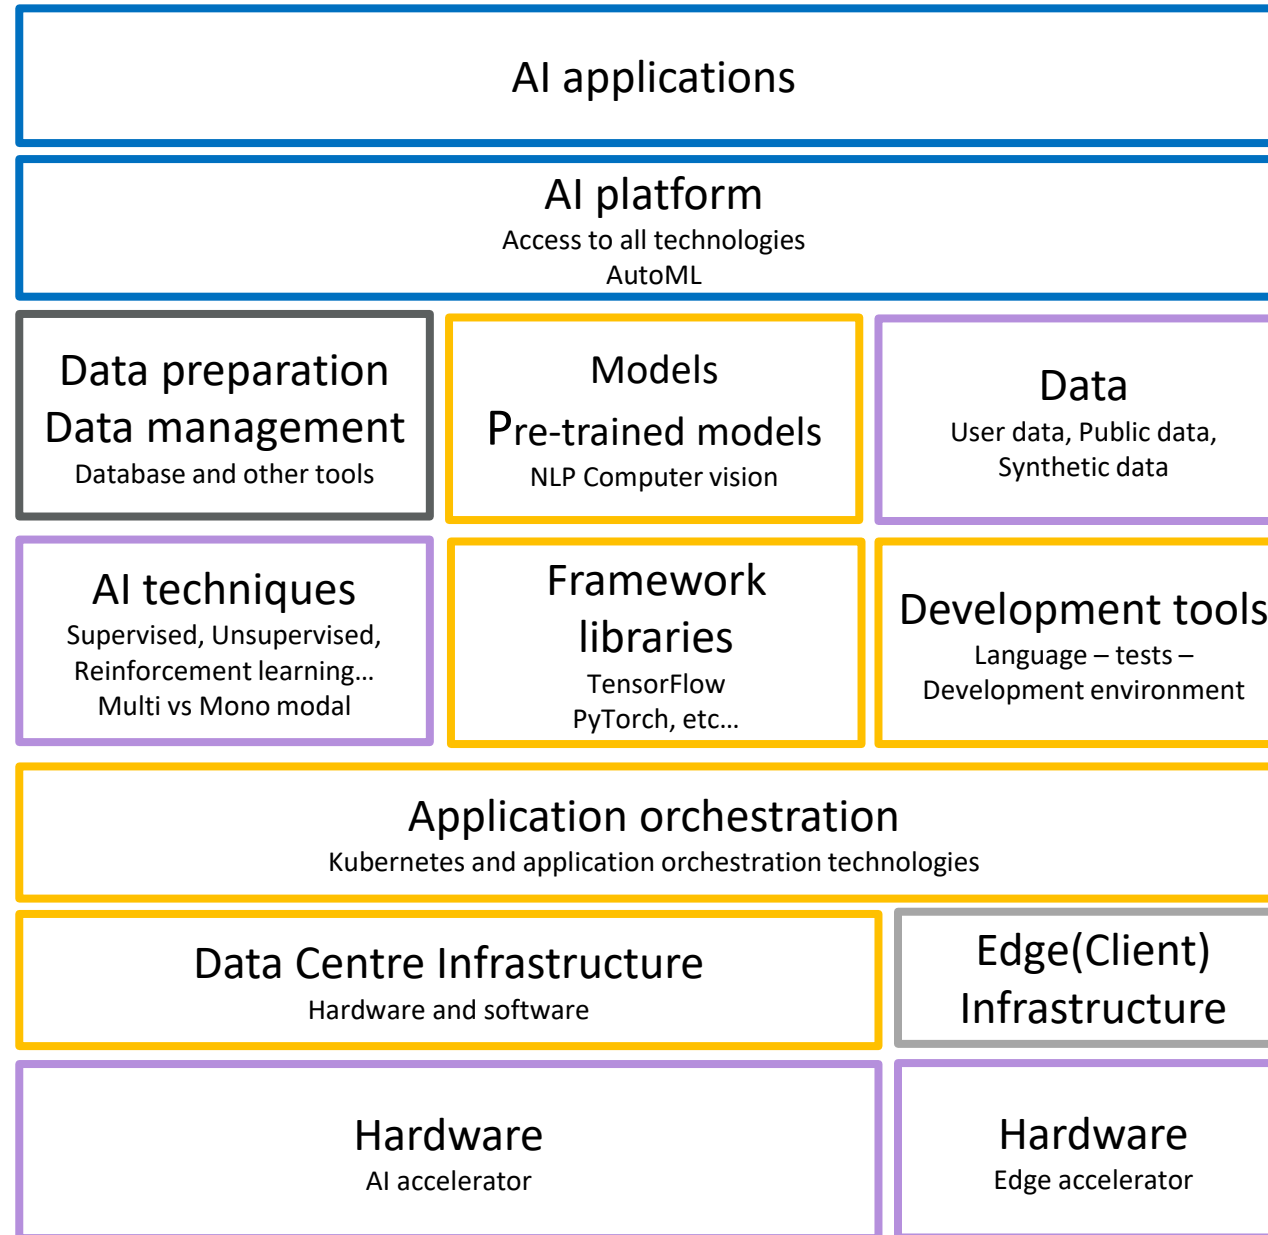 AI applications
AI platform
Access to all technologies
AutoML
Data preparation
Data management
Database and other tools
Models
Pre-trained models
NLP Computer vision
Data
User data, Public data,
Synthetic data
AI techniques
Supervised, Unsupervised,
Reinforcement learning...
Multi vs Mono modal
Framework
libraries
TensorFlow
PyTorch, etc...
Development tools
Language – tests –
Development environment
Application orchestration
Kubernetes and application orchestration technologies
Data Centre Infrastructure
Hardware and software
Edge(Client)
Infrastructure
Hardware
AI accelerator
Hardware
Edge accelerator